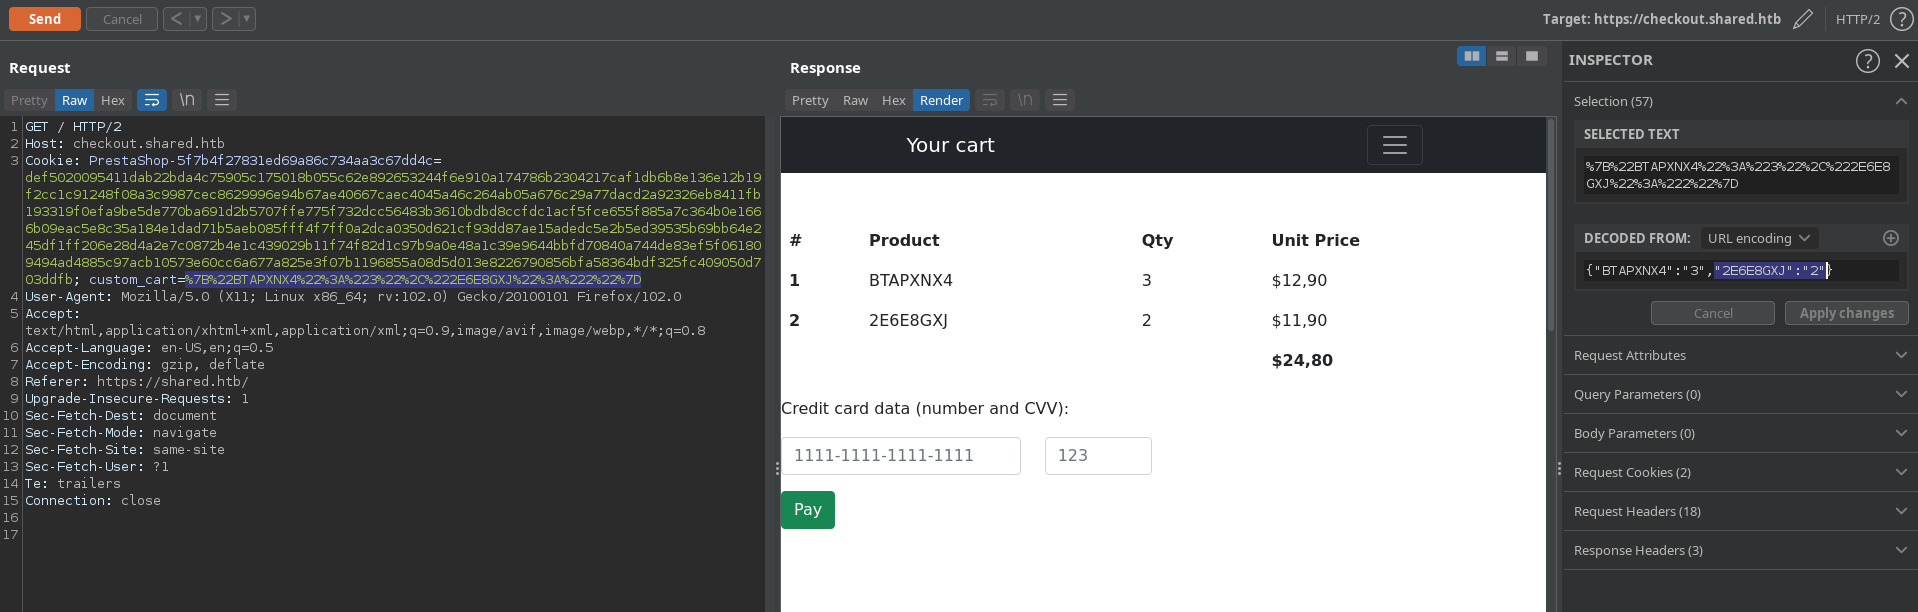 Send
Cancel
<
>
Target: https://checkout.shared.htb
HTTP/2
?
Request
Pretty
Raw
Hex
\n
1 GET / HTTP/2
2 Host: checkout.shared.htb
3 Cookie: PrestaShop-5f7b4f27831ed69a86c734aa3c67dd4c=
def5020095411dab22bda4c75905c175018b055c62e892653244f6e910a174786b2304217caf1db6b8e136e12b19
f2cc1c91248f08a3c9987cec8629996e94b67ae40667caec4045a46c264ab05a676c29a77dacd2a92326eb8411fb
193319f0efa9be5de770ba691d2b5707ffe775f732dcc56483b3610bdbd8ccfdc1acf5fce655f885a7c364b0e166
6b09eac5e8c35a184e1dad71b5aeb085fff4f7ff0a2dca0350d621cf93dd87ae15adedc5e2b5ed39535b69bb64e2
45df1ff206e28d4a2e7c0872b4e1c439029b11f74f82d1c97b9a0e48a1c39e9644bbfd70840a744de83ef5f06180
9494ad4885c97acb10573e60cc6a677a825e3f07b1196855a08d5d013e8226790856bfa58364bdf325fc409050d7
03ddfb; custom_cart=%7B%22BTAPXNX4%22%3A%223%22%2C%222E6E8GXJ%22%3A%222%22%7D
4 User-Agent: Mozilla/5.0 (X11; Linux x86_64; rv:102.0) Gecko/20100101 Firefox/102.0
5 Accept:
text/html,application/xhtml+xml,application/xml;q=0.9,image/avif,image/webp,*/*;q=0.8
6 Accept-Language: en-US,en;q=0.5
7 Accept-Encoding: gzip, deflate
8 Referer: https://shared.htb/
9 Upgrade-Insecure-Requests: 1
10 Sec-Fetch-Dest: document
11 Sec-Fetch-Mode: navigate
12 Sec-Fetch-Site: same-site
13 Sec-Fetch-User: ?1
14 Te: trailers
15 Connection: close
16
17
Response
Pretty
Raw
Hex
Render
\n
Your cart
# Product Qty Unit Price
1 BTAPXNX4 3 $12,90
2 2E6E8GXJ 2 $11,90
$24,80
Credit card data (number and CVV):
1111-1111-1111-1111
123
Pay
INSPECTOR
?
Selection (57)
SELECTED TEXT
%7B%22BTAPXNX4%22%3A%223%22%2C%222E6E8
GXJ%22%3A%222%22%7D
DECODED FROM: URL encoding
{"BTAPXNX4":"3","2E6E8GXJ":"2"}
Cancel
Apply changes
Request Attributes
Query Parameters (0)
Body Parameters (0)
Request Cookies (2)
Request Headers (18)
Response Headers (3)